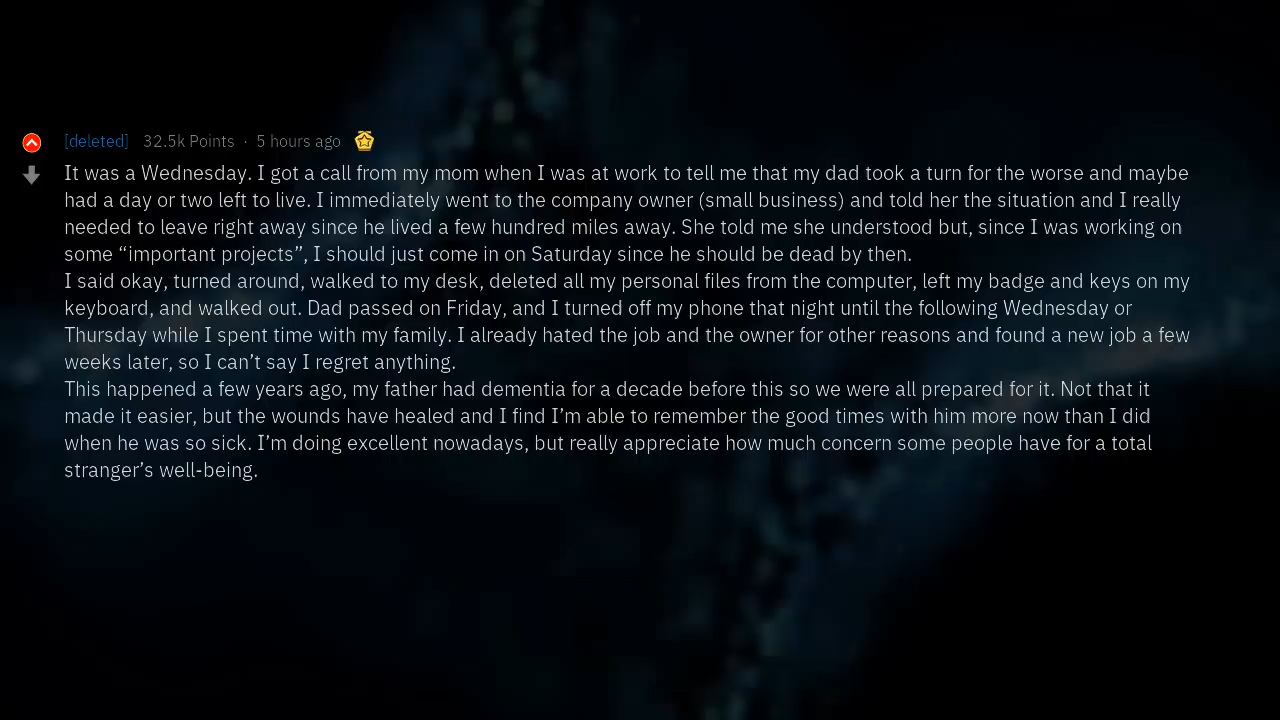 [deleted] 32.5k Points · 5 hours ago
It was a Wednesday. I got a call from my mom when I was at work to tell me that my dad took a turn for the worse and maybe
had a day or two left to live. I immediately went to the company owner (small business) and told her the situation and I really
needed to leave right away since he lived a few hundred miles away. She told me she understood but, since I was working on
some “important projects”, I should just come in on Saturday since he should be dead by then.
I said okay, turned around, walked to my desk, deleted all my personal files from the computer, left my badge and keys on my
keyboard, and walked out. Dad passed on Friday, and I turned off my phone that night until the following Wednesday or
Thursday while I spent time with my family. I already hated the job and the owner for other reasons and found a new job a few
weeks later, so I can’t say I regret anything.
This happened a few years ago, my father had dementia for a decade before this so we were all prepared for it. Not that it
made it easier, but the wounds have healed and I find I’m able to remember the good times with him more now than I did
when he was so sick. I’m doing excellent nowadays, but really appreciate how much concern some people have for a total
stranger’s well-being.